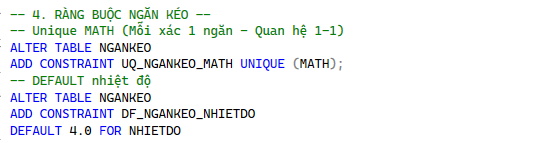 -- 4. RÀNG BUỘC NGĂN KÉO --
-- Unique MATH (Mỗi xác 1 ngăn - Quan hệ 1-1)
ALTER TABLE NGANKEO
ADD CONSTRAINT UQ_NGANKEO_MATH UNIQUE (MATH);
-- DEFAULT nhiệt độ
ALTER TABLE NGANKEO
ADD CONSTRAINT DF_NGANKEO_NHIETDO
DEFAULT 4.0 FOR NHIETDO